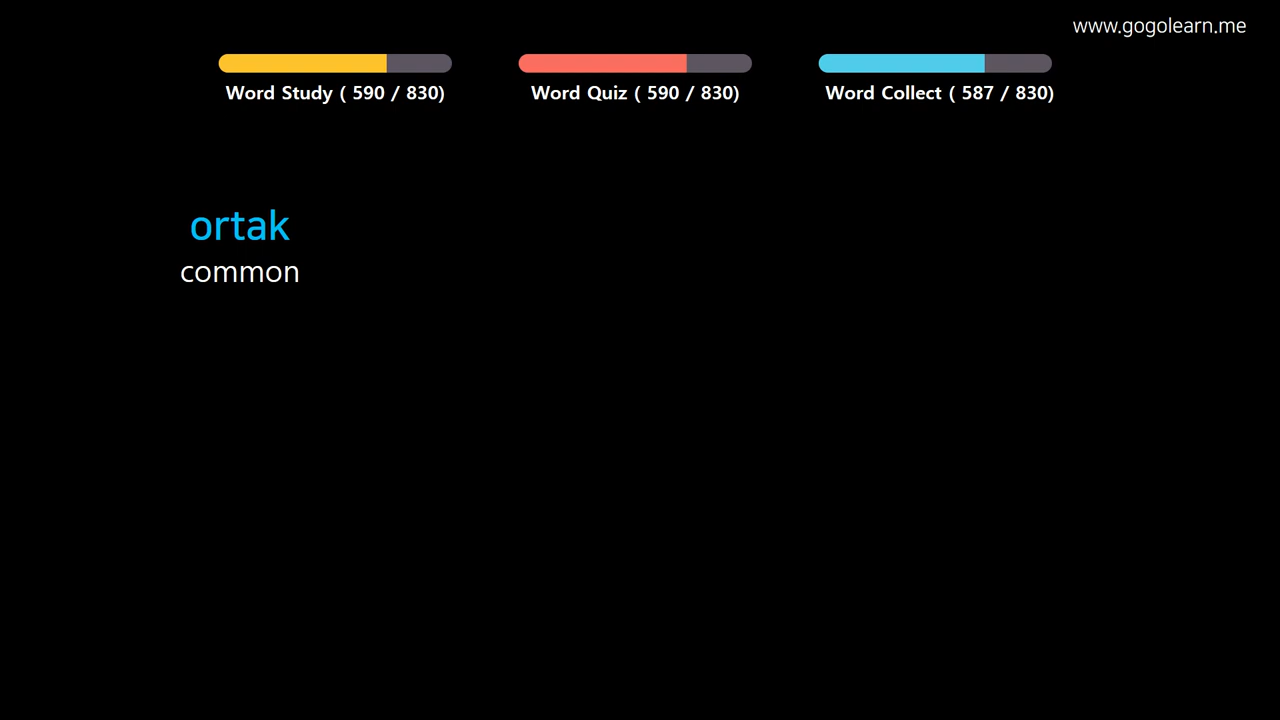 www.gogolearn.me
Word Study ( 590 / 830)
Word Quiz ( 590 / 830)
Word Collect ( 587 / 830)
ortak
common